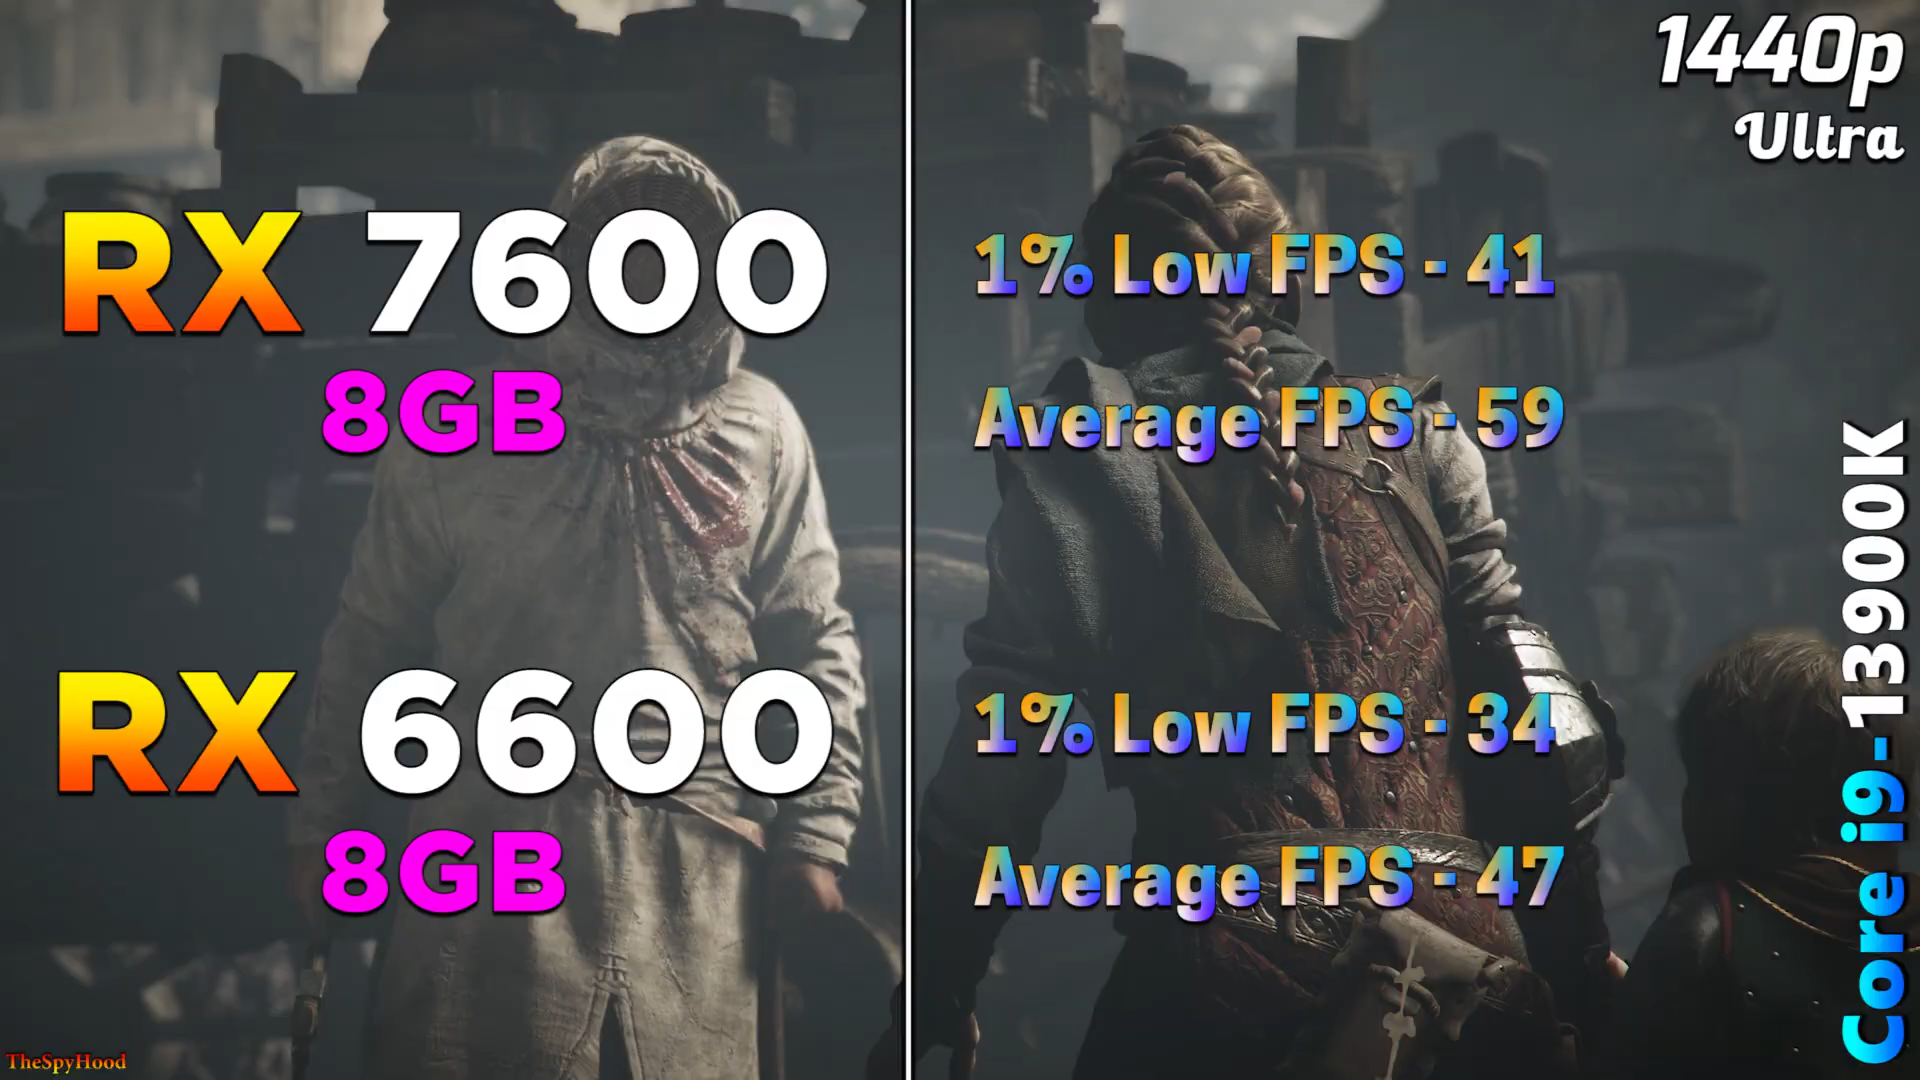 1440p
Ultra
RX 7600
8GB
1% Low FPS - 41
Average FPS - 59
RX 6600
8GB
1% Low FPS - 34
Average FPS - 47
Core i9-13900K
TheSpyHood